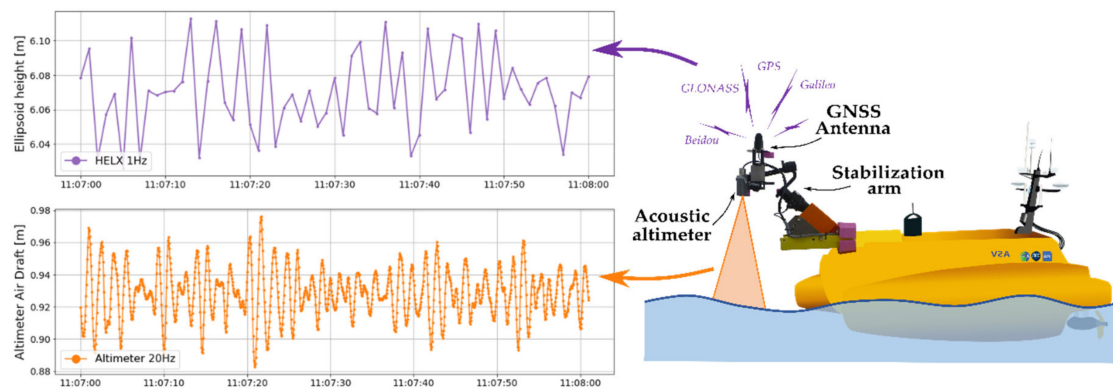 Ellipsoid height [m]
6.10
6.08
6.06
6.04
HELX 1Hz
11:07:00
11:07:10
11:07:20
11:07:30
11:07:40
11:07:50
11:08:00
Altimeter Air Draft [m]
0.98
0.96
0.94
0.92
0.90
0.88
Altimeter 20Hz
11:07:00
11:07:10
11:07:20
11:07:30
11:07:40
11:07:50
11:08:00
GPS
GLONASS
Galileo
Beidou
GNSS
Antenna
Stabilization
arm
Acoustic
altimeter
ASV